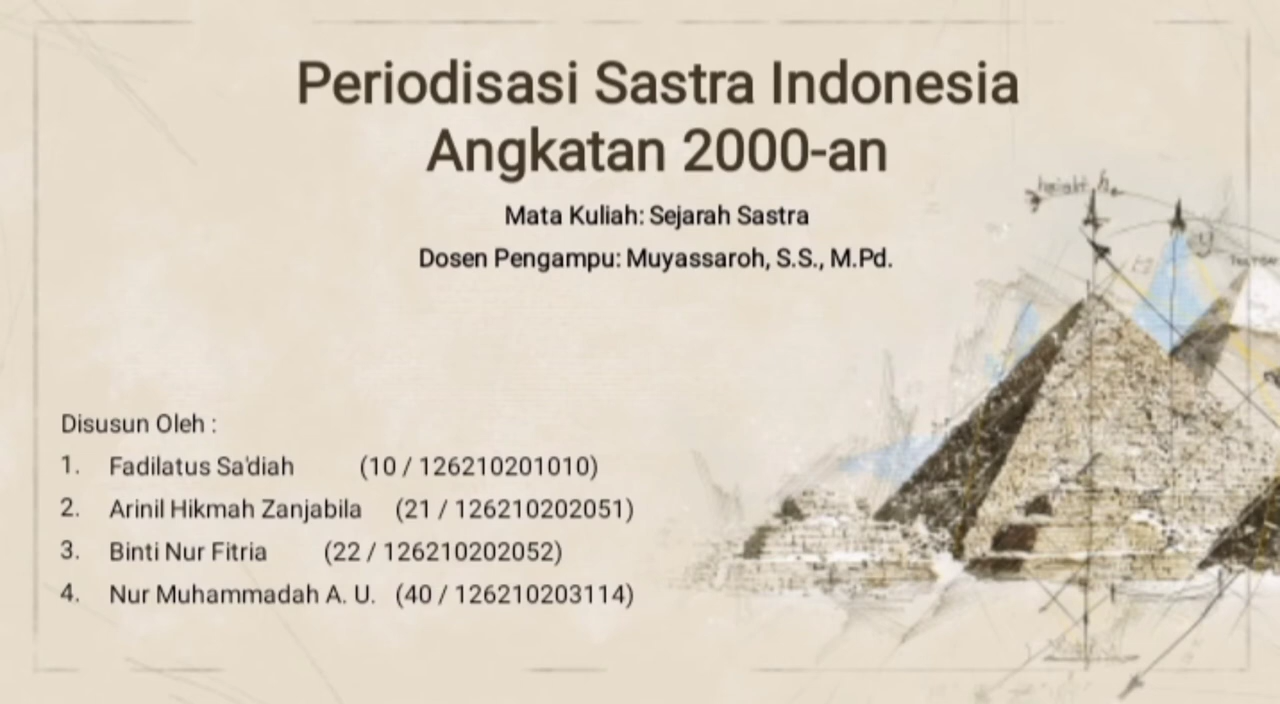 Periodisasi Sastra Indonesia
Angkatan 2000-an
Mata Kuliah: Sejarah Sastra
Dosen Pengampu: Muyassaroh, S.S., M.Pd.
height h.
Disusun Oleh :
1. Fadilatus Sa'diah (10 / 126210201010)
2. Arinil Hikmah Zanjabila (21 / 126210202051)
3. Binti Nur Fitria (22 / 126210202052)
4. Nur Muhammadah A. U. (40 / 126210203114)